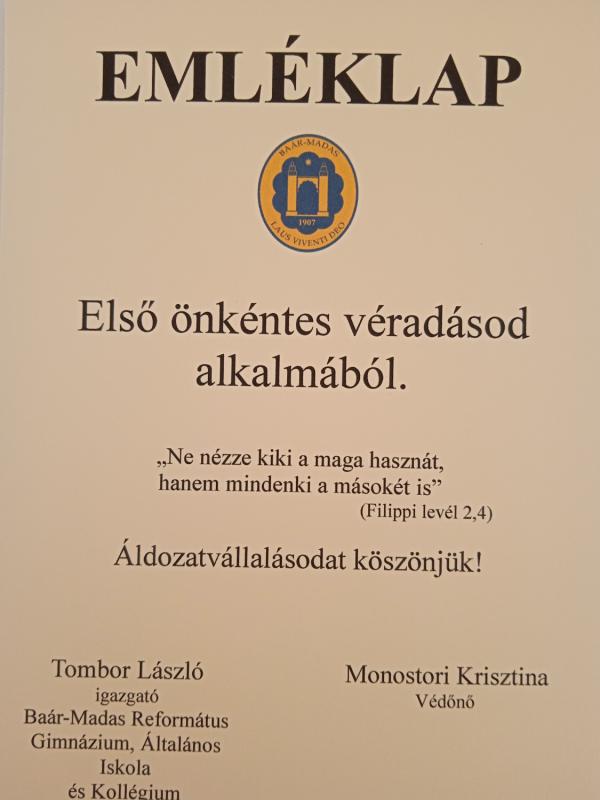 EMLÉKLAP
BAÁR-MADAS
1907
LAUS VIVENTI DEO
Első önkéntes véradásod
alkalmából.
„Ne nézze kiki a maga hasznát,
hanem mindenki a másokét is”
(Filippi levél 2,4)
Áldozatvállalásodat köszönjük!
Tombor László
igazgató
Baár-Madas Református
Gimnázium, Általános
Iskola
és Kollégium
Monostori Krisztina
Védőnő